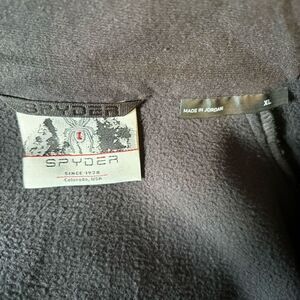 SPYDER
SPYDER
SINCE 1978
Colorado, USA
MADE IN JORDAN
XL